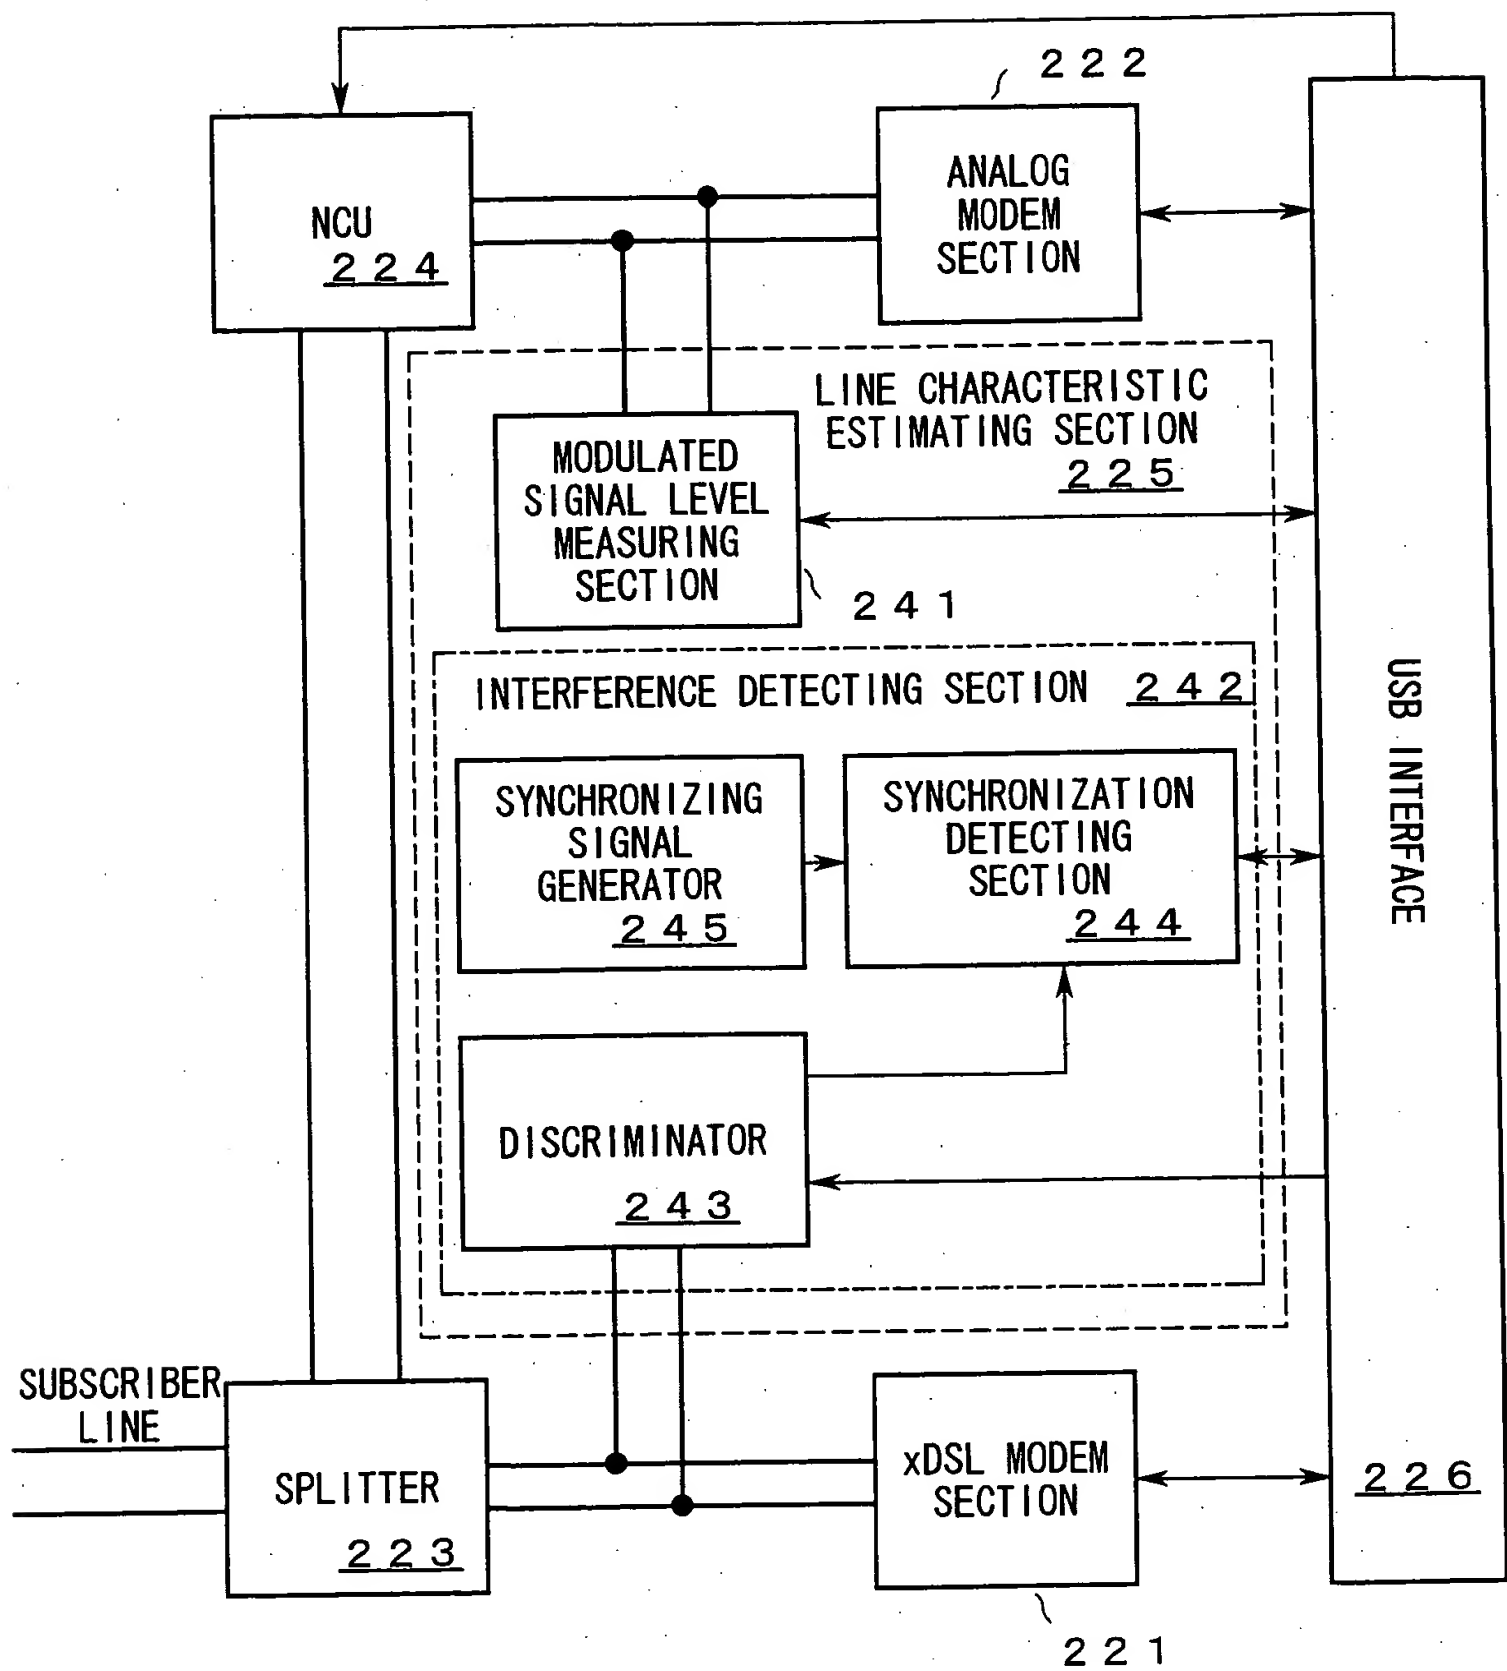 222
ANALOG
MODEM
SECTION
NCU
224
LINE CHARACTERISTIC
ESTIMATING SECTION
225
MODULATED
SIGNAL LEVEL
MEASURING
SECTION
241
INTERFERENCE DETECTING SECTION 242
SYNCHRONIZING
SIGNAL
GENERATOR
245
SYNCHRONIZATION
DETECTING
SECTION
244
USB INTERFACE
226
DISCRIMINATOR
243
SUBSCRIBER
LINE
SPLITTER
223
xDSL MODEM
SECTION
221